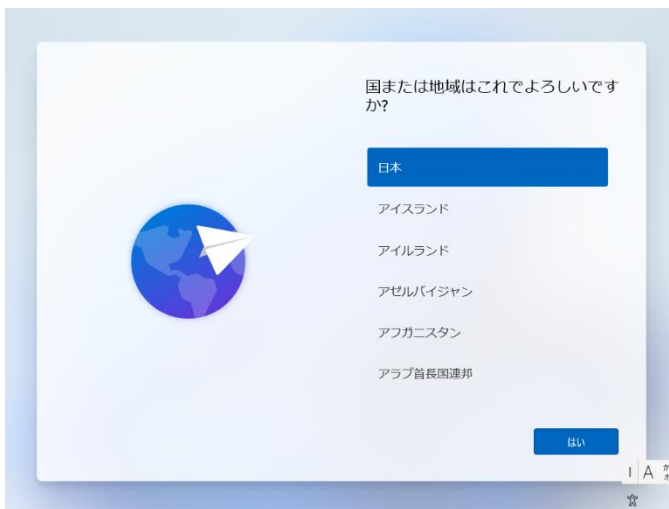 国または地域はこれでよろしいです
か?
日本
アイスランド
アイルランド
アゼルバイジャン
アフガニスタン
アラブ首長国連邦
はい
A